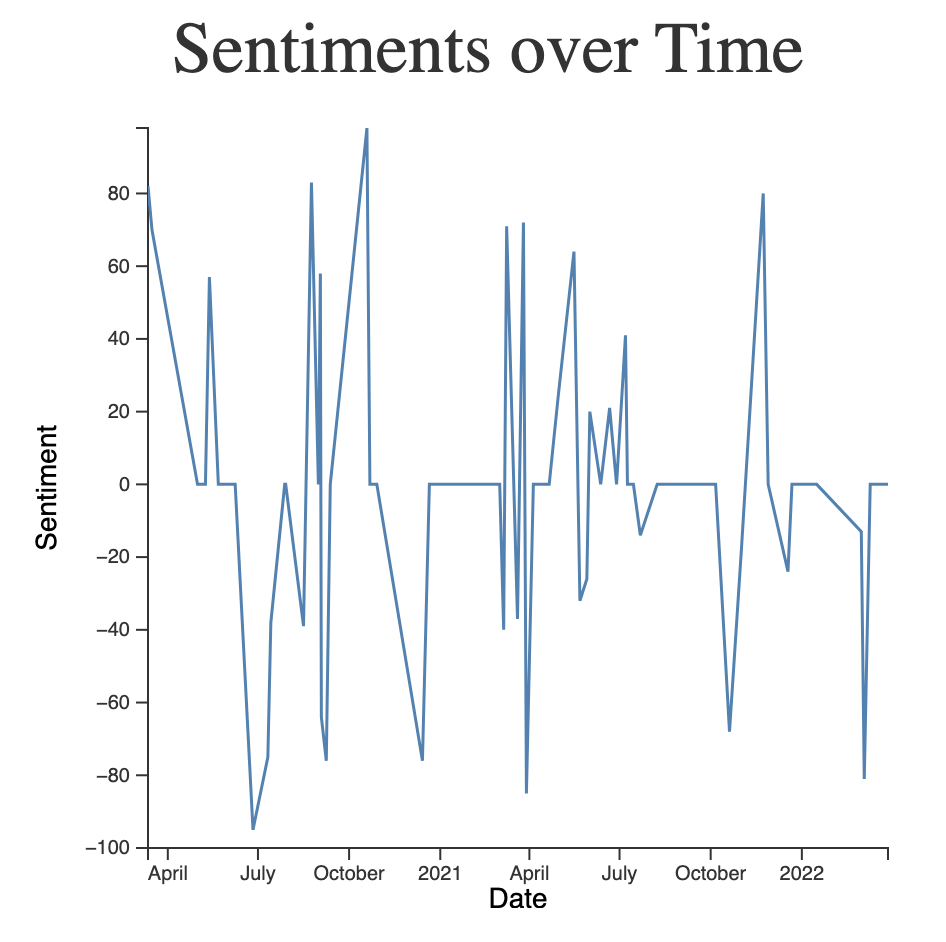 Sentiments over Time
80
60
40
20
0
−20
−40
−60
−80
−100
Sentiment
April July October 2021 April July October 2022
Date